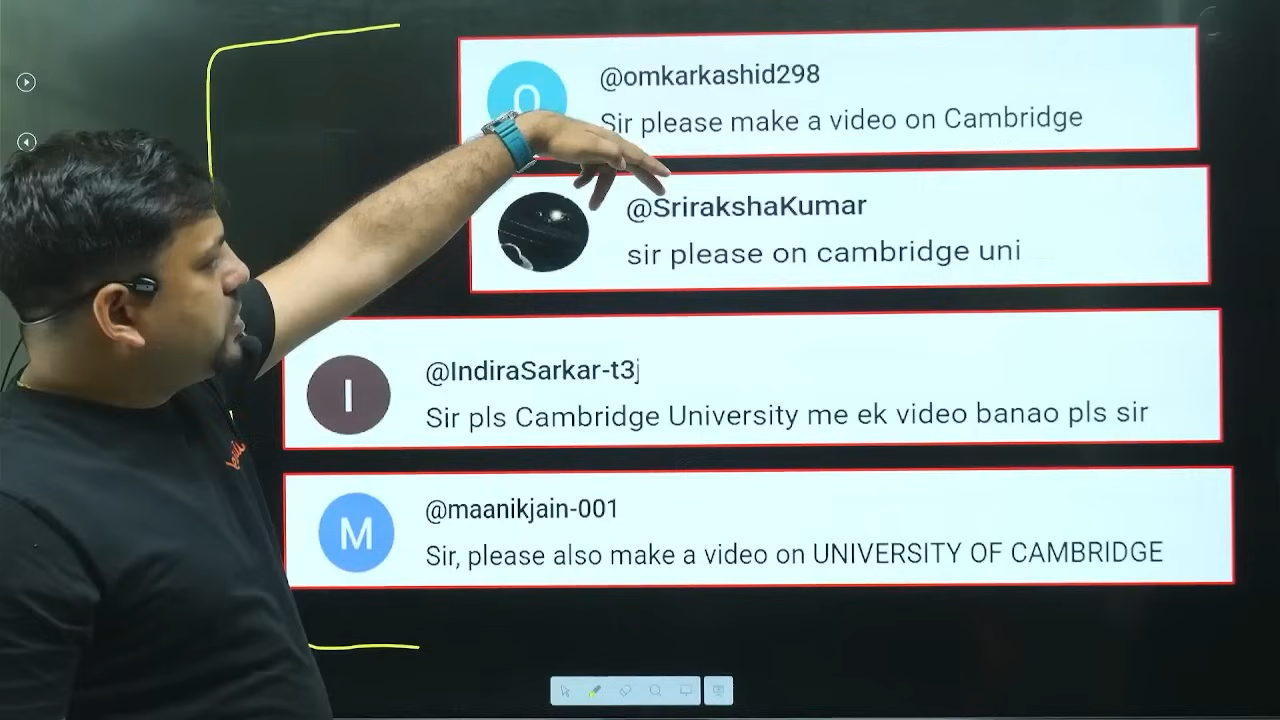 @omkarkashid298
Sir please make a video on Cambridge
@SrirakshaKumar
sir please on cambridge uni
I
@IndiraSarkar-t3j
Sir pls Cambridge University me ek video banao pls sir
M
@maanikjain-001
Sir, please also make a video on UNIVERSITY OF CAMBRIDGE